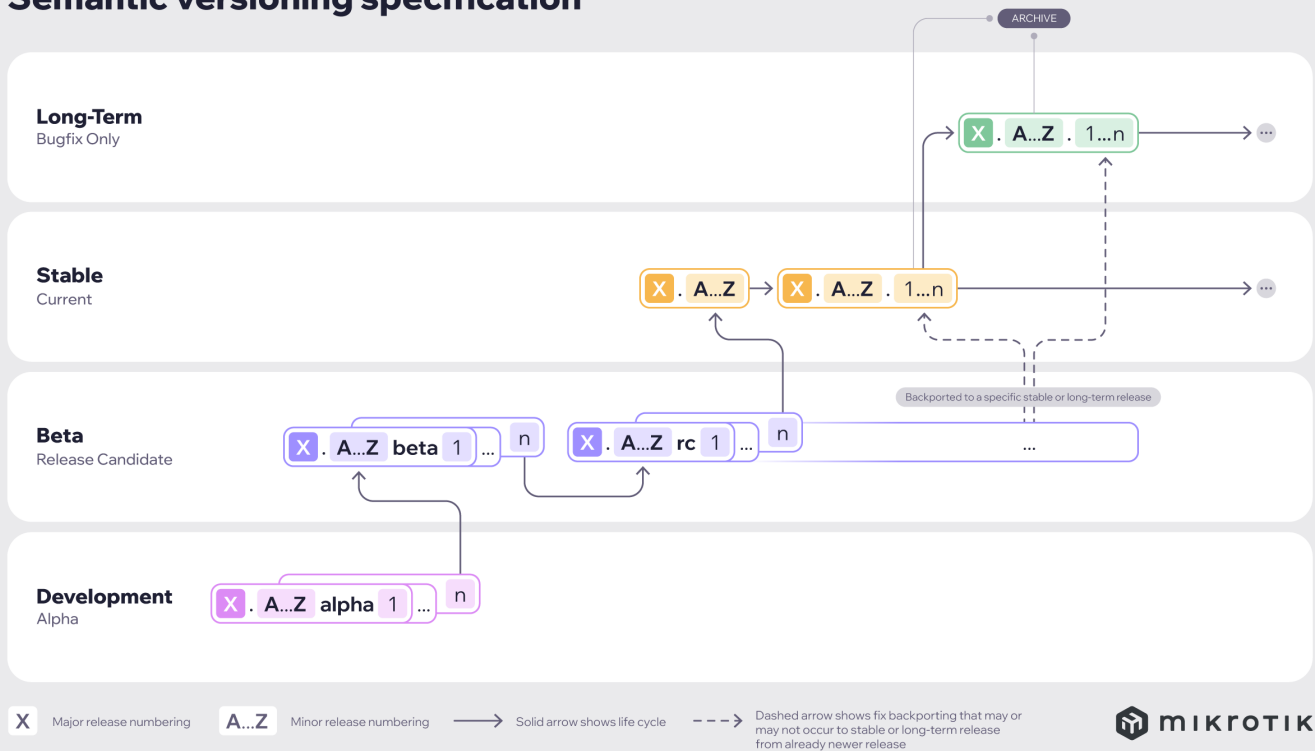 Semantic versioning specification
ARCHIVE
Long-Term
Bugfix Only
X . A...Z . 1...n
...
Stable
Current
X . A...Z
X . A...Z . 1...n
...
Backported to a specific stable or long-term release
Beta
Release Candidate
X . A...Z beta 1 ... n
X . A...Z rc 1 ... n
...
Development
Alpha
X . A...Z alpha 1 ... n
X Major release numbering
A...Z Minor release numbering
Solid arrow shows life cycle
Dashed arrow shows fix backporting that may or
may not occur to stable or long-term release
from already newer release
MIKROTIK